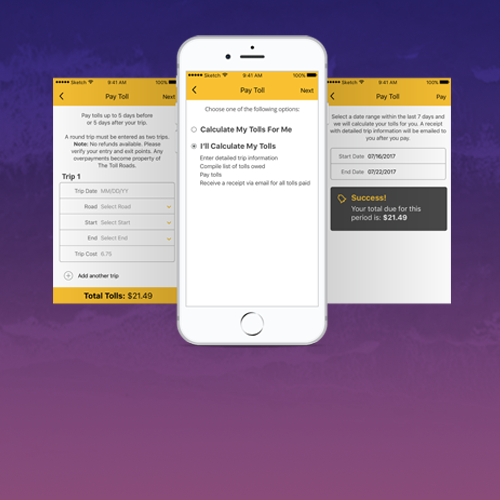 Sketch 9:41 AM
Pay Toll Next
Pay tolls up to 5 days before
or 5 days after your trip.
A round trip must be entered as two trips.
Note: No refunds available. Please
verify your entry and exit points. Any
overpayments become property of
The Toll Roads.
Trip 1
Trip Date MM/DD/YY
Road Select Road
Start Select Start
End Select End
Trip Cost 6.75
Add another trip
Total Tolls: $21.49
Sketch 9:41 AM 100%
Pay Toll Next
Choose one of the following options:
Calculate My Tolls For Me
I'll Calculate My Tolls
Enter detailed trip information
Compile list of tolls owed
Pay tolls
Receive a receipt via email for all tolls paid
9:41 AM 100%
Pay Toll Pay
Select a date range within the last 7 days and
we will calculate your tolls for you. A receipt
with detailed trip information will be emailed to
you after you pay.
Start Date 07/16/2017
End Date 07/22/2017
Success!
Your total due for this
period is: $21.49